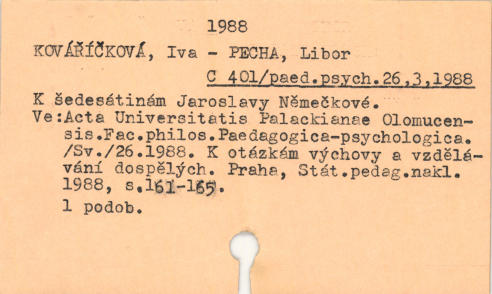 1988
KOVÁŘÍČKOVÁ, Iva - PECHA, Libor
C 401/paed.psych.26,3,1988
K šedesátinám Jaroslavy Němečkové.
Ve:Acta Universitatis Palackianae Olomucen-
sis.Fac.philos.Paedagogica-psychologica.
/Sv./26.1988. K otázkám výchovy a vzdělá-
vání dospělých. Praha, Stát.pedag.nakl.
1988, s.161-165.
1 podob.